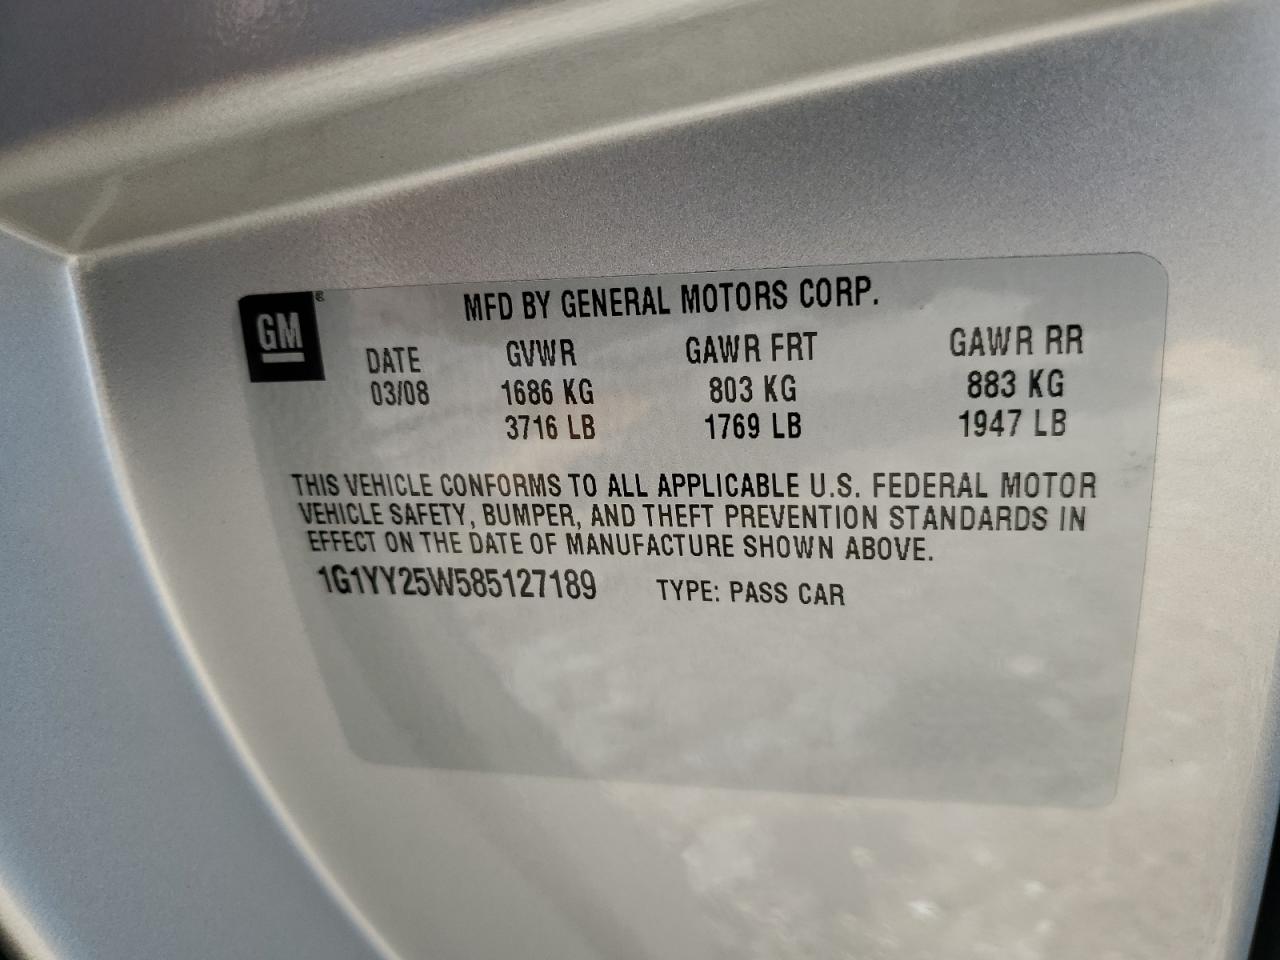 GM ®
MFD BY GENERAL MOTORS CORP.
DATE GVWR GAWR FRT GAWR RR
03/08 1686 KG 803 KG 883 KG
3716 LB 1769 LB 1947 LB
THIS VEHICLE CONFORMS TO ALL APPLICABLE U.S. FEDERAL MOTOR
VEHICLE SAFETY, BUMPER, AND THEFT PREVENTION STANDARDS IN
EFFECT ON THE DATE OF MANUFACTURE SHOWN ABOVE.
1G1YY25W585127189 TYPE: PASS CAR